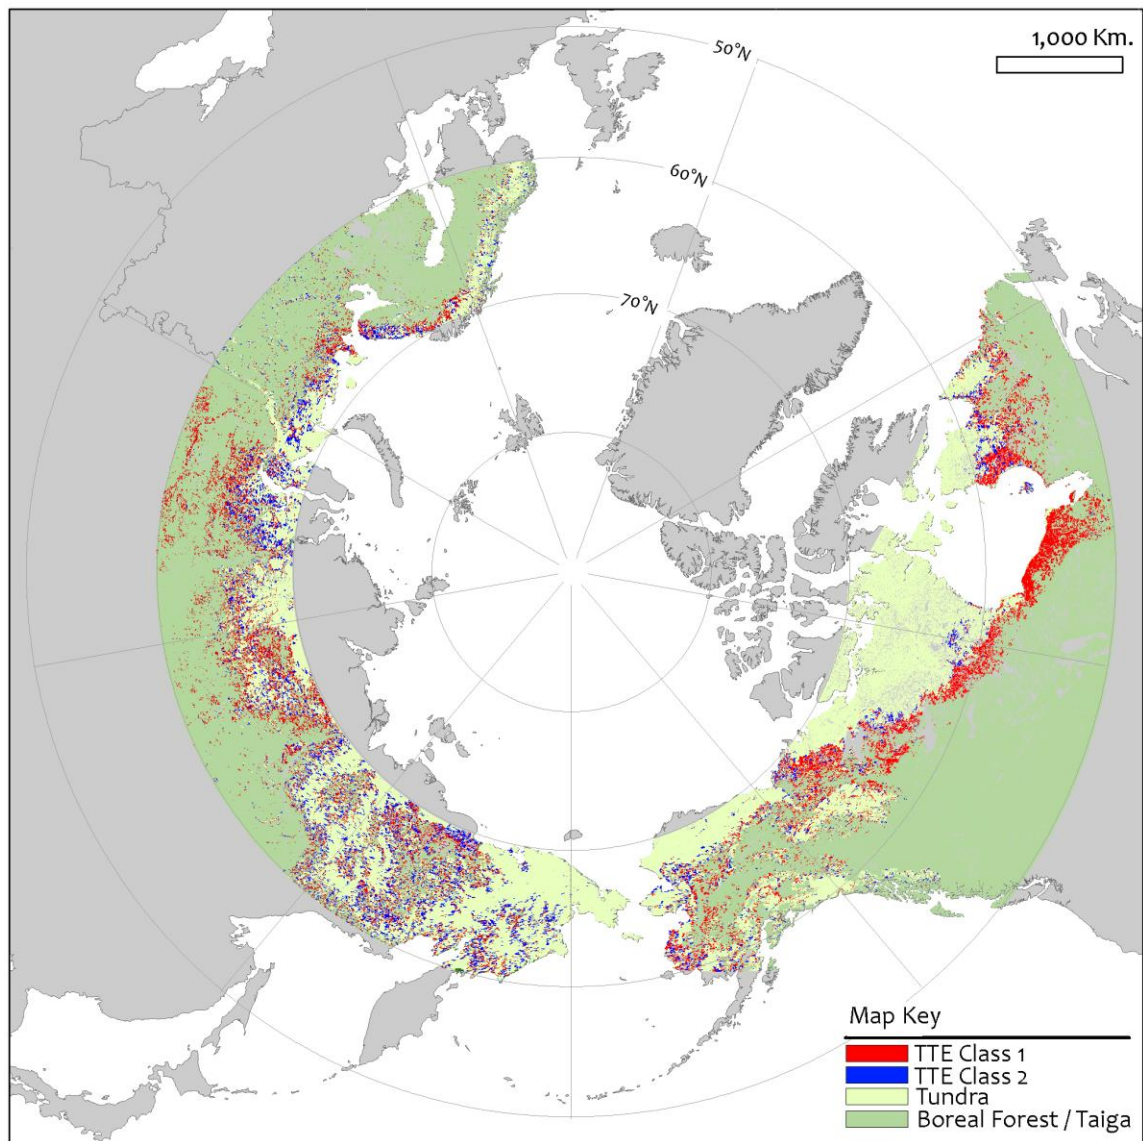 1,000 Km.
50°N
60°N
70°N
Map Key
TTE Class 1
TTE Class 2
Tundra
Boreal Forest / Taiga